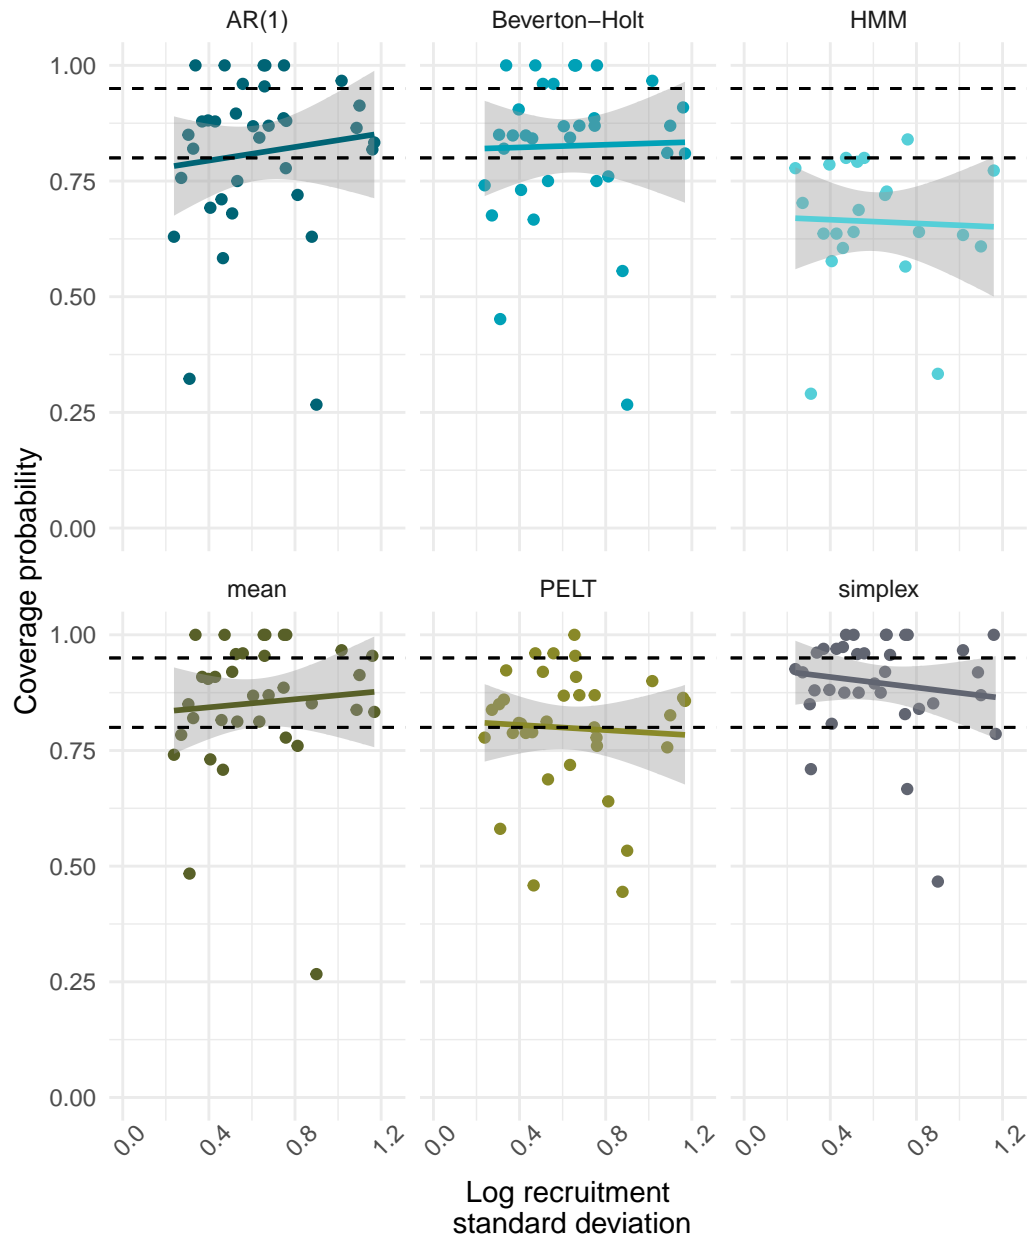 AR(1)
Beverton−Holt
HMM
1.00
0.75
0.50
0.25
0.00
mean
PELT
simplex
1.00
0.75
0.50
0.25
0.00
Coverage probability
0.0
0.4
0.8
1.2
0.0
0.4
0.8
1.2
0.0
0.4
0.8
1.2
Log recruitment
standard deviation